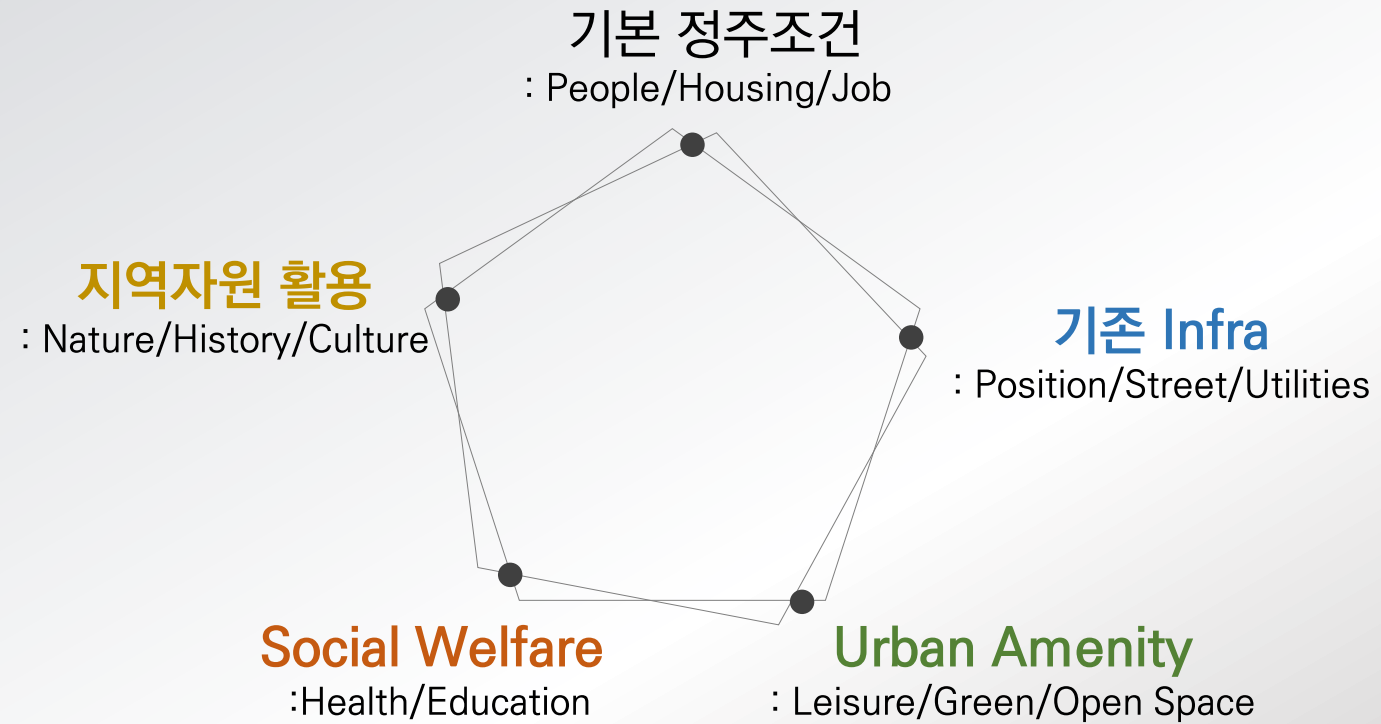 기본 정주조건
: People/Housing/Job
지역자원 활용
: Nature/History/Culture
기존 Infra
: Position/Street/Utilities
Social Welfare
:Health/Education
Urban Amenity
: Leisure/Green/Open Space